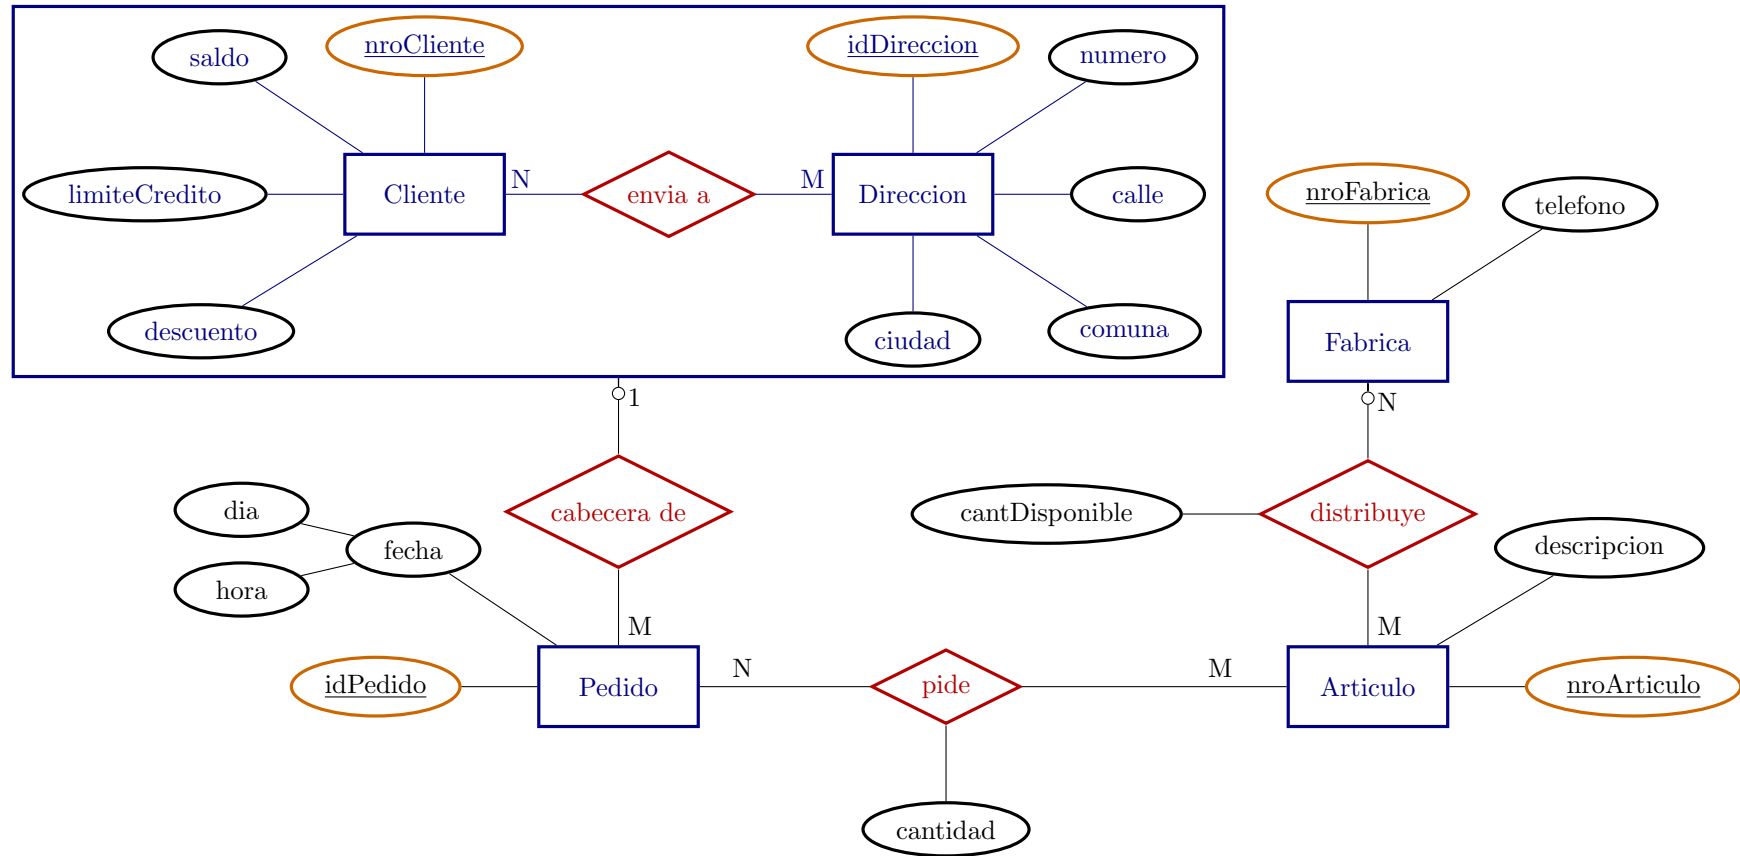 saldo
nroCliente
idDireccion
numero
limiteCredito
Cliente
N
envia a
M
Direccion
calle
nroFabrica
telefono
descuento
ciudad
comuna
Fabrica
1
N
dia
fecha
hora
cabecera de
cantDisponible
distribuye
descripcion
M
M
idPedido
Pedido
N
pide
M
Articulo
nroArticulo
cantidad